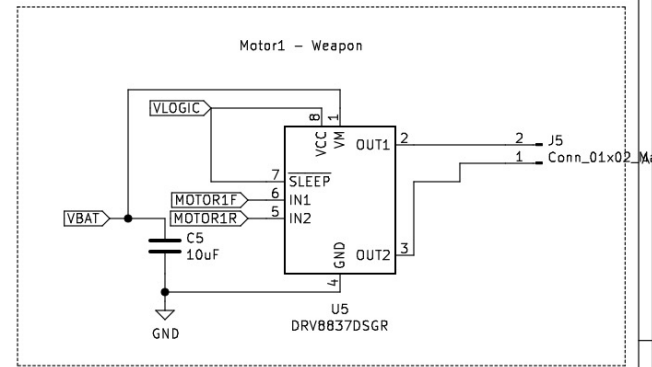 Motor1 - Weapon
VLOGIC
8
1
VCC
VM
OUT1
2
2
J5
1
Conn_01x02_Ma
7
SLEEP
MOTOR1F
6
IN1
MOTOR1R
5
IN2
VBAT
C5
10uF
GND
OUT2
3
4
U5
DRV8837DSGR
GND